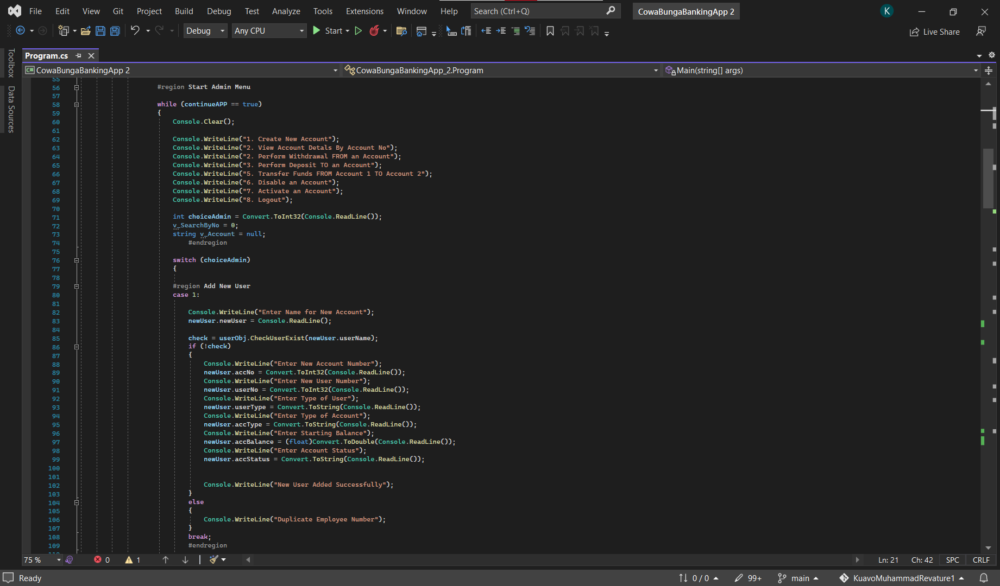 File Edit View Git Project Build Debug Test Analyze Tools Extensions Window Help Search (Ctrl+Q) CowaBungaBankingApp 2 K
Debug Any CPU Start Live Share
Toolbox
Data Sources
Program.cs
C# CowaBungaBankingApp 2 CowaBungaBankingApp_2.Program Main(string[] args)
55
56 #region Start Admin Menu
57
58 while (continueAPP == true)
59 {
60 Console.Clear();
61
62 Console.WriteLine("1. Create New Account");
63 Console.WriteLine("2. View Account Detals By Account No");
64 Console.WriteLine("2. Perform Withdrawal FROM an Account");
65 Console.WriteLine("3. Perform Deposit TO an Account");
66 Console.WriteLine("5. Transfer Funds FROM Account 1 TO Account 2");
67 Console.WriteLine("6. Disable an Account");
68 Console.WriteLine("7. Activate an Account");
69 Console.WriteLine("8. Logout");
70
71 int choiceAdmin = Convert.ToInt32(Console.ReadLine());
72 v_SearchByNo = 0;
73 string v_Account = null;
74 #endregion
75
76 switch (choiceAdmin)
77 {
78
79 #region Add New User
80 case 1:
81
82 Console.WriteLine("Enter Name for New Account");
83 newUser.newUser = Console.ReadLine();
84
85 check = userObj.CheckUserExist(newUser.userName);
86 if (!check)
87 {
88 Console.WriteLine("Enter New Account Number");
89 newUser.accNo = Convert.ToInt32(Console.ReadLine());
90 Console.WriteLine("Enter New User Number");
91 newUser.userNo = Convert.ToInt32(Console.ReadLine());
92 Console.WriteLine("Enter Type of User");
93 newUser.userType = Convert.ToString(Console.ReadLine());
94 Console.WriteLine("Enter Type of Account");
95 newUser.accType = Convert.ToString(Console.ReadLine());
96 Console.WriteLine("Enter Starting Balance");
97 newUser.accBalance = (float)Convert.ToDouble(Console.ReadLine());
98 Console.WriteLine("Enter Account Status");
99 newUser.accStatus = Convert.ToString(Console.ReadLine());
100
101
102 Console.WriteLine("New User Added Successfully");
103 }
104 else
105 {
106 Console.WriteLine("Duplicate Employee Number");
107 }
108 break;
109 #endregion
75 % 0 1 Ln: 21 Ch: 42 SPC CRLF
Ready 0 / 0 99+ main KuavoMuhammadRevature1